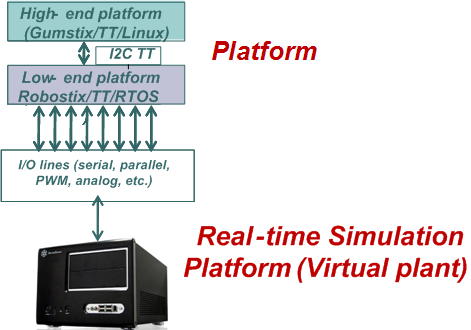 High- end platform
(Gumstix/TT/Linux)
I2C TT
Platform
Low- end platform
Robostix/TT/RTOS
I/O lines (serial, parallel,
PWM, analog, etc.)
Real-time Simulation
Platform (Virtual plant)